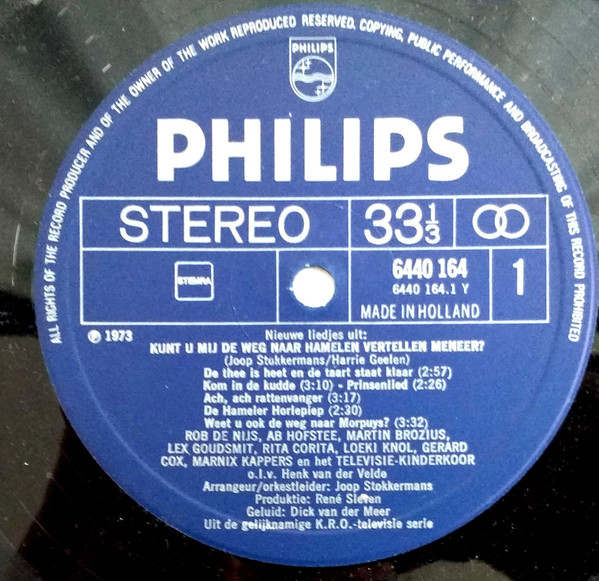 ALL RIGHTS OF THE RECORD PRODUCER AND OF THE OWNER OF THE WORK REPRODUCED RESERVED. COPYING, PUBLIC PERFORMANCE AND BROADCASTING OF THIS RECORD PROHIBITED
PHILIPS
PHILIPS
STEREO 33 1/3
STEMRA
6440 164
6440 164.1 Y
1
MADE IN HOLLAND
℗ 1973
Nieuwe liedjes uit:
KUNT U MIJ DE WEG NAAR HAMELEN VERTELLEN MENEER?
(Joop Stokkermans/Harrie Geelen)
De thee is heet en de taart staat klaar (2:57)
Kom in de kudde (3:10) - Prinsenlied (2:26)
Ach, ach rattenvanger (3:17)
De Hameler Horlepiep (2:30)
Weet u ook de weg naar Morpuys? (3:32)
ROB DE NIJS, AB HOFSTEE, MARTIN BROZIUS,
LEX GOUDSMIT, RITA CORITA, LOEKI KNOL, GERARD
COX, MARNIX KAPPERS en het TELEVISIE-KINDERKOOR
o.l.v. Henk van der Velde
Arrangeur/orkestleider: Joop Stokkermans
Produktie: René Sleven
Geluid: Dick van der Meer
Uit de gelijknamige K.R.O.-televisie serie